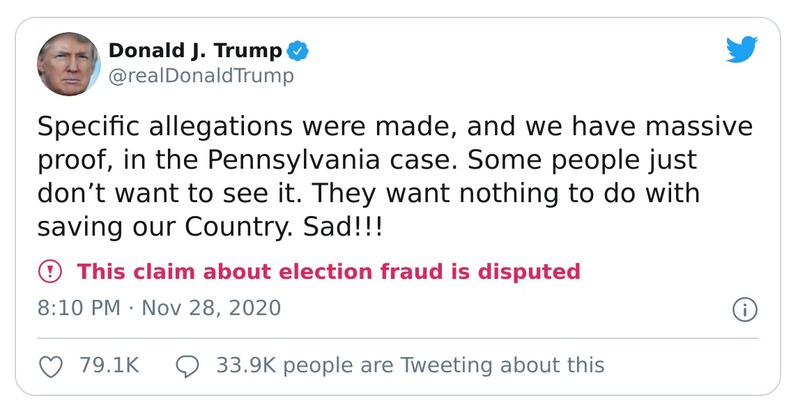 Donald J. Trump
@realDonaldTrump
Specific allegations were made, and we have massive
proof, in the Pennsylvania case. Some people just
don’t want to see it. They want nothing to do with
saving our Country. Sad!!!
This claim about election fraud is disputed
8:10 PM · Nov 28, 2020
79.1K 33.9K people are Tweeting about this